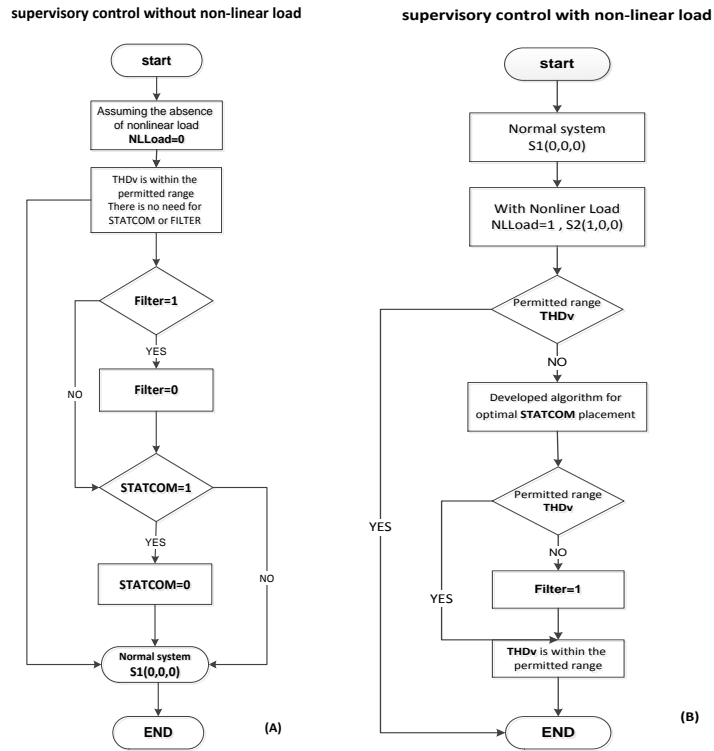 supervisory control without non-linear load
start
Assuming the absence
of nonlinear load
NLLoad=0
THDv is within the
permitted range
There is no need for
STATCOM or FILTER
Filter=1
YES
NO
Filter=0
STATCOM=1
YES
NO
STATCOM=0
Normal system
S1(0,0,0)
END
(A)
supervisory control with non-linear load
start
Normal system
S1(0,0,0)
With Nonliner Load
NLLoad=1 , S2(1,0,0)
Permitted range
THDv
NO
Developed algorithm for
optimal STATCOM placement
Permitted range
THDv
YES
NO
Filter=1
YES
THDv is within the
permitted range
END
(B)